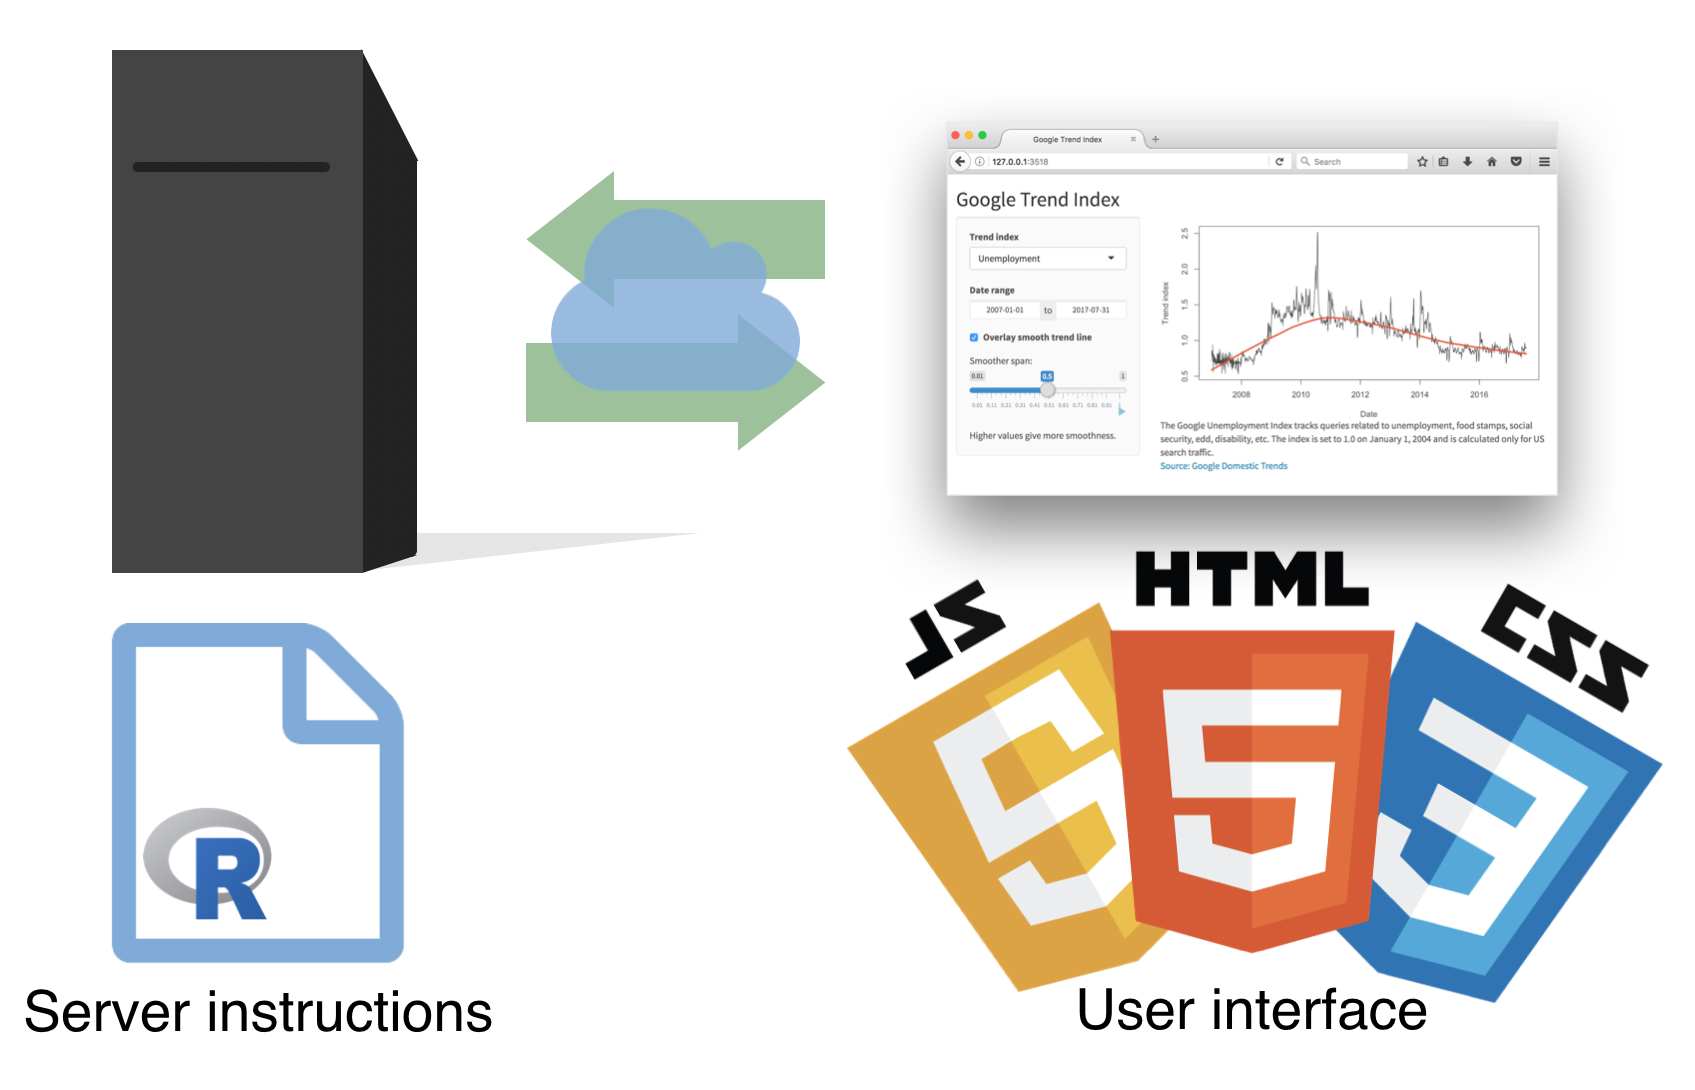 Google Trend Index
127.0.0.1:3518
Search
Google Trend Index
Trend index
Unemployment
Date range
2007-01-01 to 2017-07-31
Overlay smooth trend line
Smoother span:
0.01 0.5 1
0.01 0.11 0.21 0.31 0.41 0.51 0.61 0.71 0.81 0.91 1
Higher values give more smoothness.
Trend index
2.5
2.0
1.5
1.0
0.5
2008 2010 2012 2014 2016
Date
The Google Unemployment Index tracks queries related to unemployment, food stamps, social
security, edd, disability, etc. The index is set to 1.0 on January 1, 2004 and is calculated only for US
search traffic.
Source: Google Domestic Trends
JS
HTML
CSS
5
3
R
Server instructions
User interface